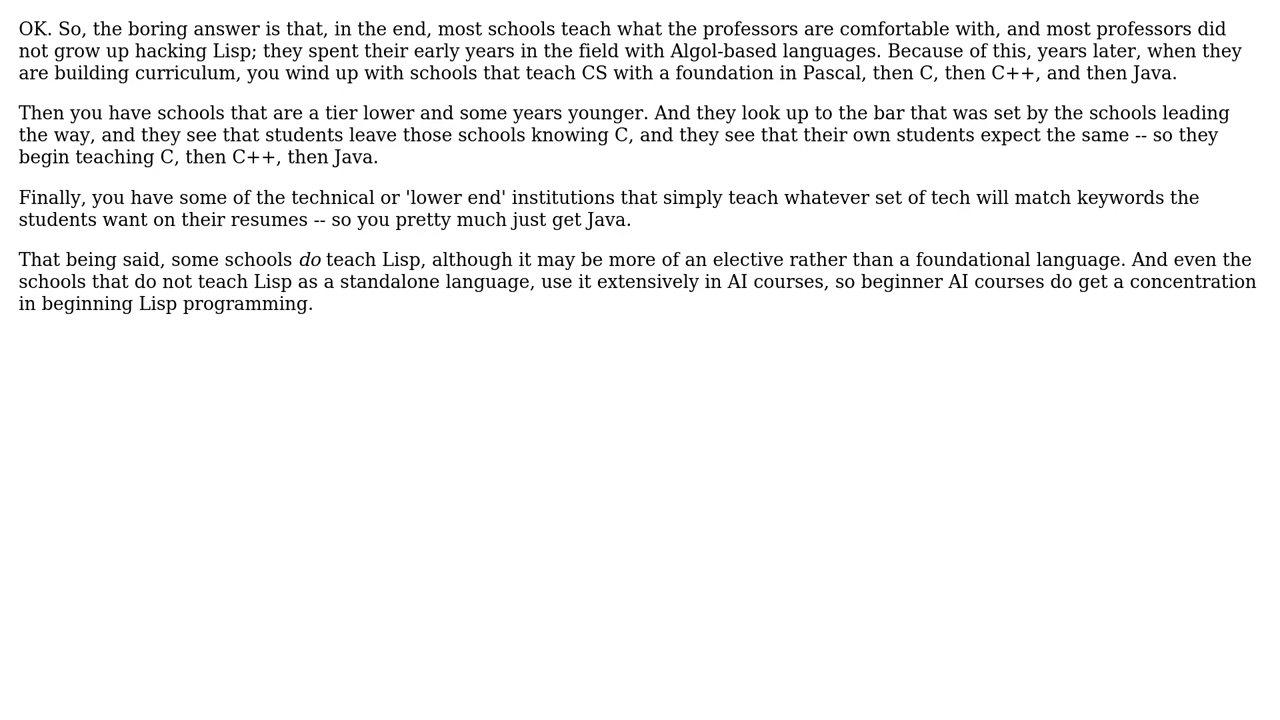 OK. So, the boring answer is that, in the end, most schools teach what the professors are comfortable with, and most professors did
not grow up hacking Lisp; they spent their early years in the field with Algol-based languages. Because of this, years later, when they
are building curriculum, you wind up with schools that teach CS with a foundation in Pascal, then C, then C++, and then Java.
Then you have schools that are a tier lower and some years younger. And they look up to the bar that was set by the schools leading
the way, and they see that students leave those schools knowing C, and they see that their own students expect the same -- so they
begin teaching C, then C++, then Java.
Finally, you have some of the technical or 'lower end' institutions that simply teach whatever set of tech will match keywords the
students want on their resumes -- so you pretty much just get Java.
That being said, some schools do teach Lisp, although it may be more of an elective rather than a foundational language. And even the
schools that do not teach Lisp as a standalone language, use it extensively in AI courses, so beginner AI courses do get a concentration
in beginning Lisp programming.